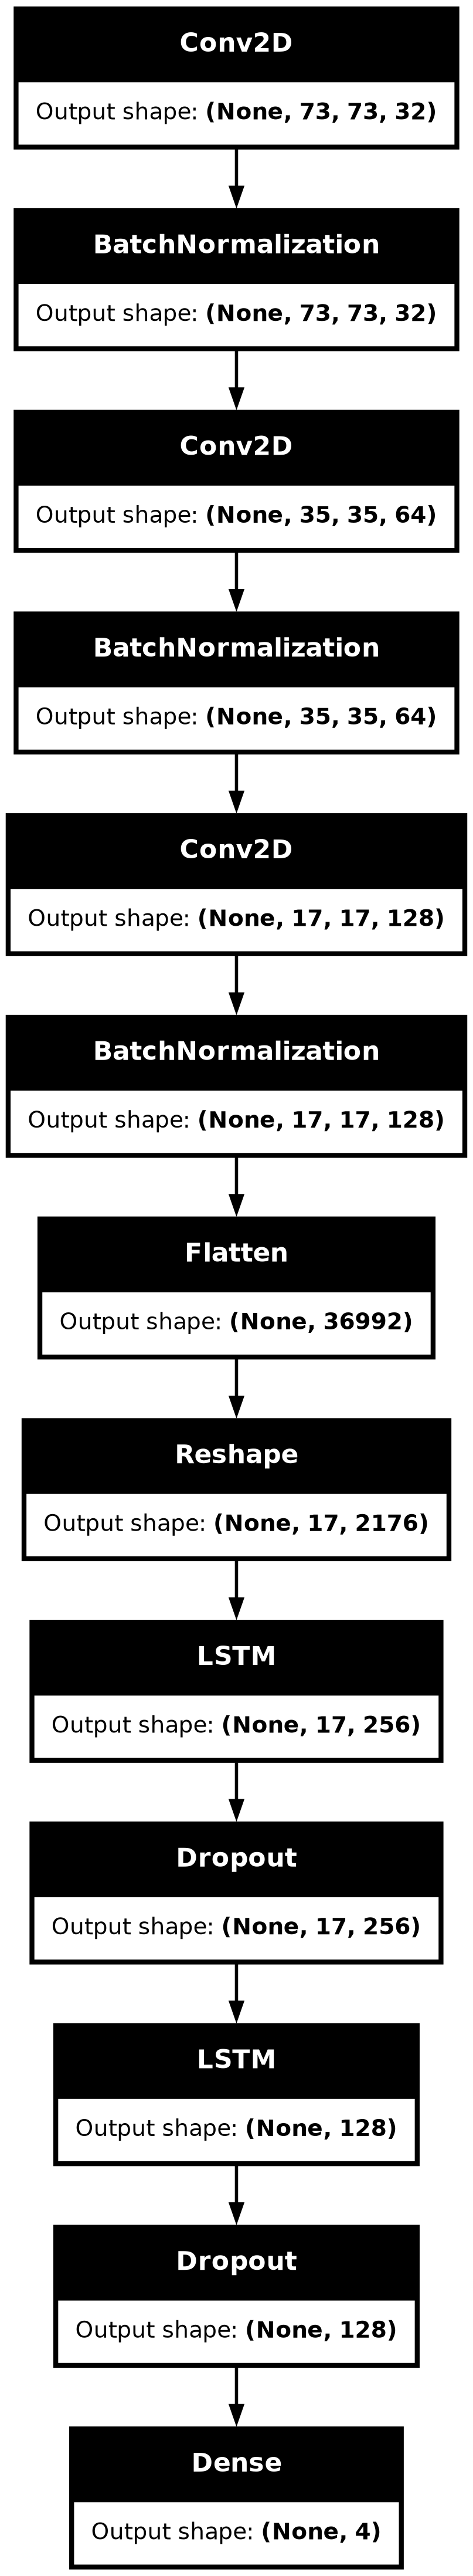 Conv2D
Output shape: (None, 73, 73, 32)
BatchNormalization
Output shape: (None, 73, 73, 32)
Conv2D
Output shape: (None, 35, 35, 64)
BatchNormalization
Output shape: (None, 35, 35, 64)
Conv2D
Output shape: (None, 17, 17, 128)
BatchNormalization
Output shape: (None, 17, 17, 128)
Flatten
Output shape: (None, 36992)
Reshape
Output shape: (None, 17, 2176)
LSTM
Output shape: (None, 17, 256)
Dropout
Output shape: (None, 17, 256)
LSTM
Output shape: (None, 128)
Dropout
Output shape: (None, 128)
Dense
Output shape: (None, 4)